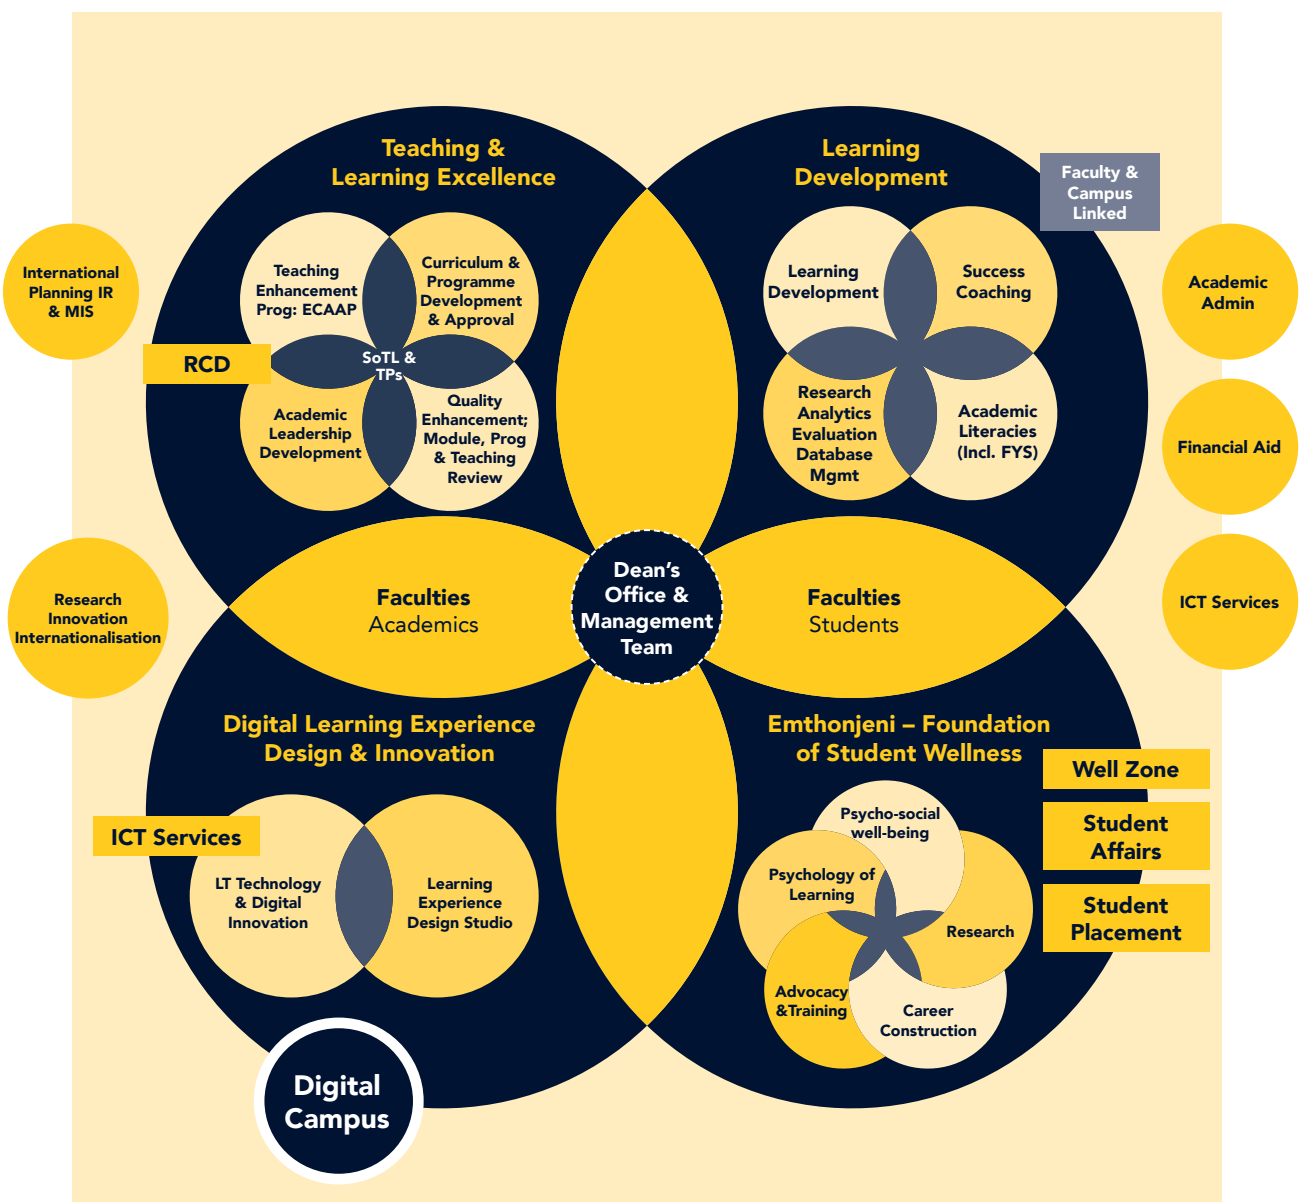 Teaching &
Learning Excellence
Learning
Development
Faculty &
Campus
Linked
International
Planning IR
& MIS
Teaching
Enhancement
Prog: ECAAP
Curriculum &
Programme
Development
& Approval
RCD
SoTL &
TPs
Academic
Leadership
Development
Quality
Enhancement;
Module, Prog
& Teaching
Review
Learning
Development
Success
Coaching
Research
Analytics
Evaluation
Database
Mgmt
Academic
Literacies
(Incl. FYS)
Academic
Admin
Financial Aid
ICT Services
Research
Innovation
Internationalisation
Faculties
Academics
Dean's
Office &
Management
Team
Faculties
Students
Digital Learning Experience
Design & Innovation
ICT Services
LT Technology
& Digital
Innovation
Learning
Experience
Design Studio
Digital
Campus
Emthonjeni – Foundation
of Student Wellness
Psycho-social
well-being
Psychology of
Learning
Research
Advocacy
&Training
Career
Construction
Well Zone
Student
Affairs
Student
Placement